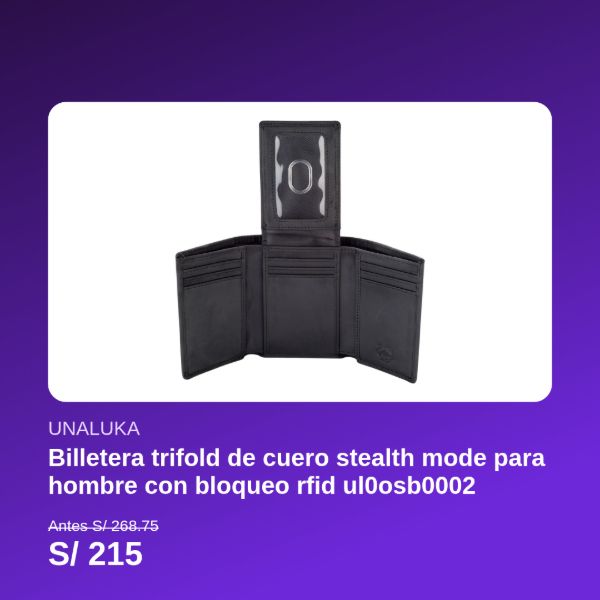 UNALUKA
Billetera trifold de cuero stealth mode para
hombre con bloqueo rfid ul0osb0002
Antes S/ 268.75
S/ 215